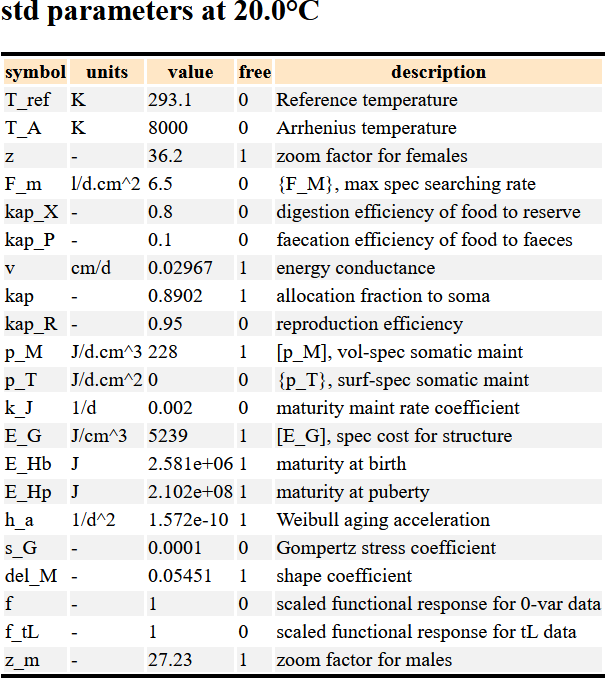 std parameters at 20.0°C
symbol units value free description
T_ref K 293.1 0 Reference temperature
T_A K 8000 0 Arrhenius temperature
z - 36.2 1 zoom factor for females
F_m l/d.cm^2 6.5 0 {F_M}, max spec searching rate
kap_X - 0.8 0 digestion efficiency of food to reserve
kap_P - 0.1 0 faecation efficiency of food to faeces
v cm/d 0.02967 1 energy conductance
kap - 0.8902 1 allocation fraction to soma
kap_R - 0.95 0 reproduction efficiency
p_M J/d.cm^3 228 1 [p_M], vol-spec somatic maint
p_T J/d.cm^2 0 0 {p_T}, surf-spec somatic maint
k_J 1/d 0.002 0 maturity maint rate coefficient
E_G J/cm^3 5239 1 [E_G], spec cost for structure
E_Hb J 2.581e+06 1 maturity at birth
E_Hp J 2.102e+08 1 maturity at puberty
h_a 1/d^2 1.572e-10 1 Weibull aging acceleration
s_G - 0.0001 0 Gompertz stress coefficient
del_M - 0.05451 1 shape coefficient
f - 1 0 scaled functional response for 0-var data
f_tL - 1 0 scaled functional response for tL data
z_m - 27.23 1 zoom factor for males